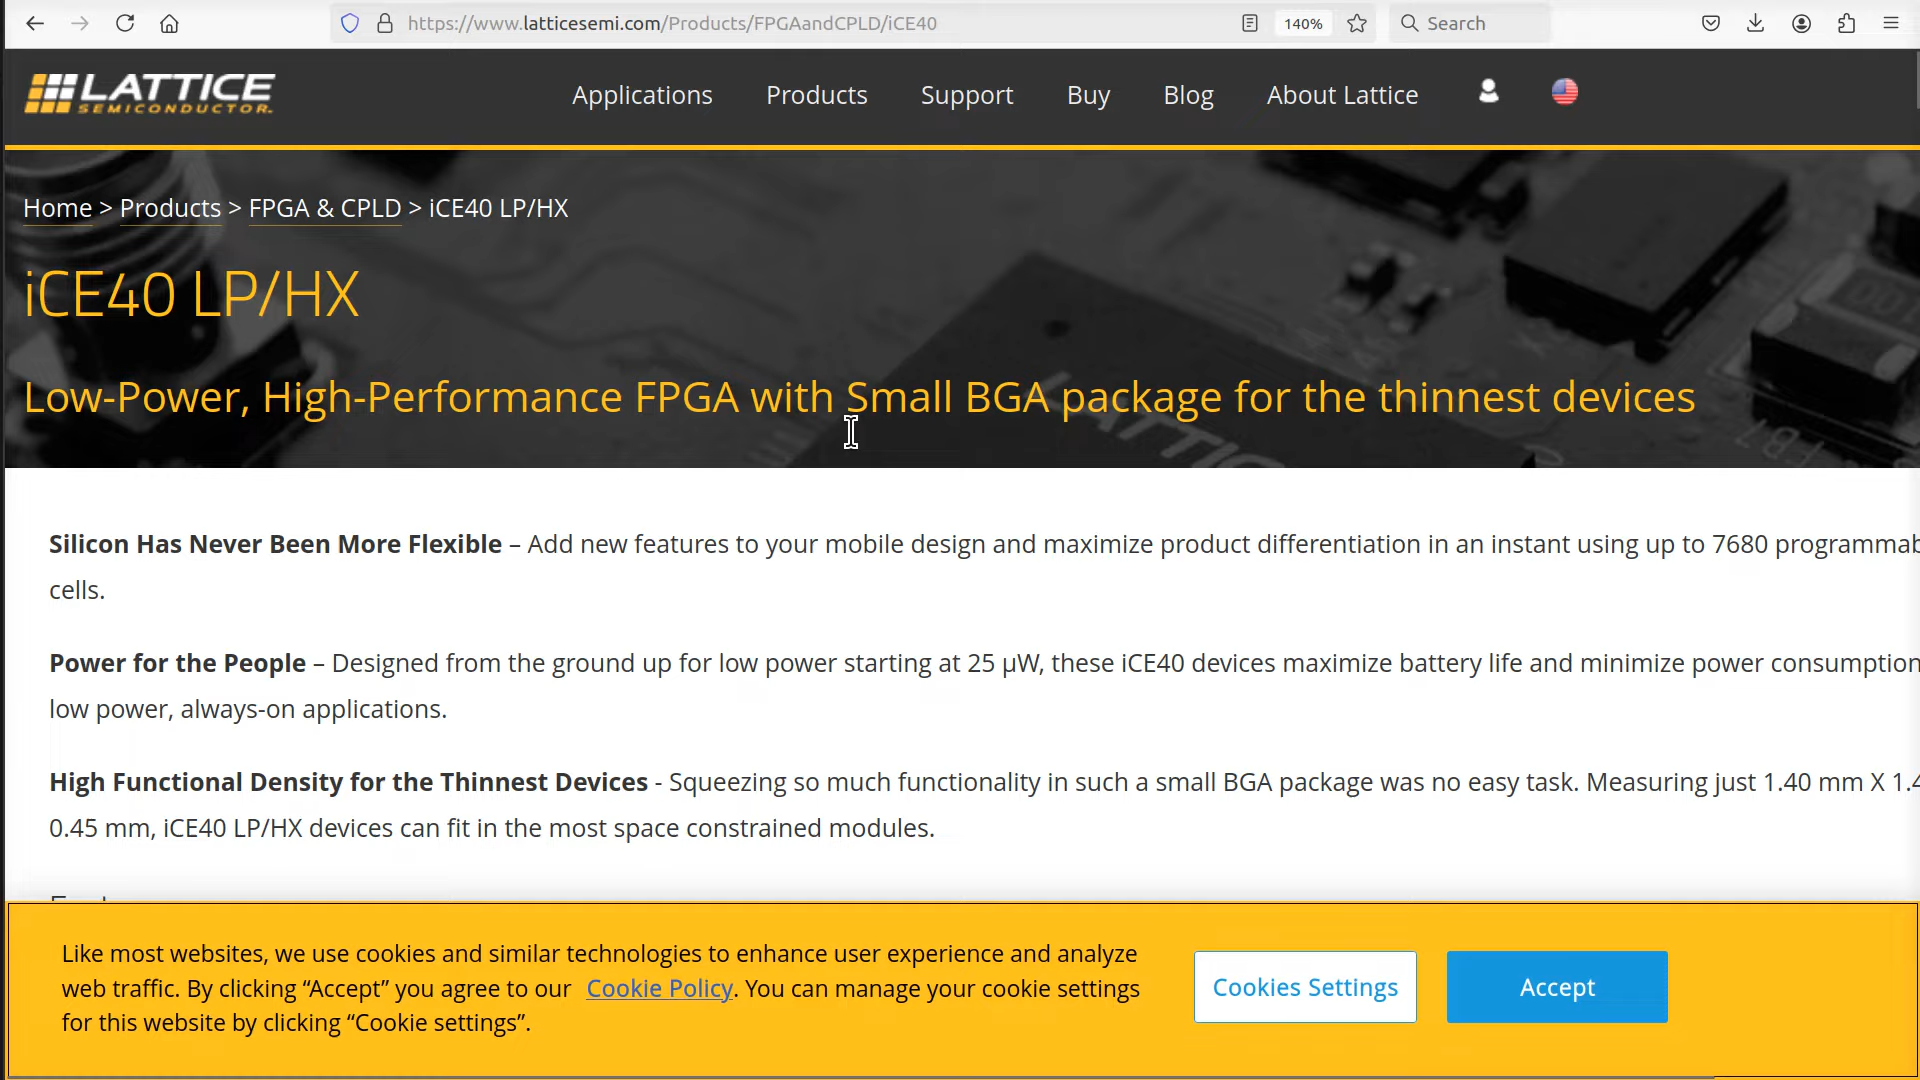 https://www.latticesemi.com/Products/FPGAandCPLD/iCE40
140%
Search
LATTICE
SEMICONDUCTOR.
Applications
Products
Support
Buy
Blog
About Lattice
Home > Products > FPGA & CPLD > iCE40 LP/HX
iCE40 LP/HX
Low-Power, High-Performance FPGA with Small BGA package for the thinnest devices
Silicon Has Never Been More Flexible – Add new features to your mobile design and maximize product differentiation in an instant using up to 7680
cells.
Power for the People – Designed from the ground up for low power starting at 25 µW, these iCE40 devices maximize battery life and minimize power consumption
low power, always-on applications.
High Functional Density for the Thinnest Devices - Squeezing so much functionality in such a small BGA package was no easy task. Measuring just 1.40 mm X
0.45 mm, iCE40 LP/HX devices can fit in the most space constrained modules.
Like most websites, we use cookies and similar technologies to enhance user experience and analyze
web traffic. By clicking “Accept” you agree to our Cookie Policy. You can manage your cookie settings
for this website by clicking “Cookie settings”.
Cookies Settings
Accept